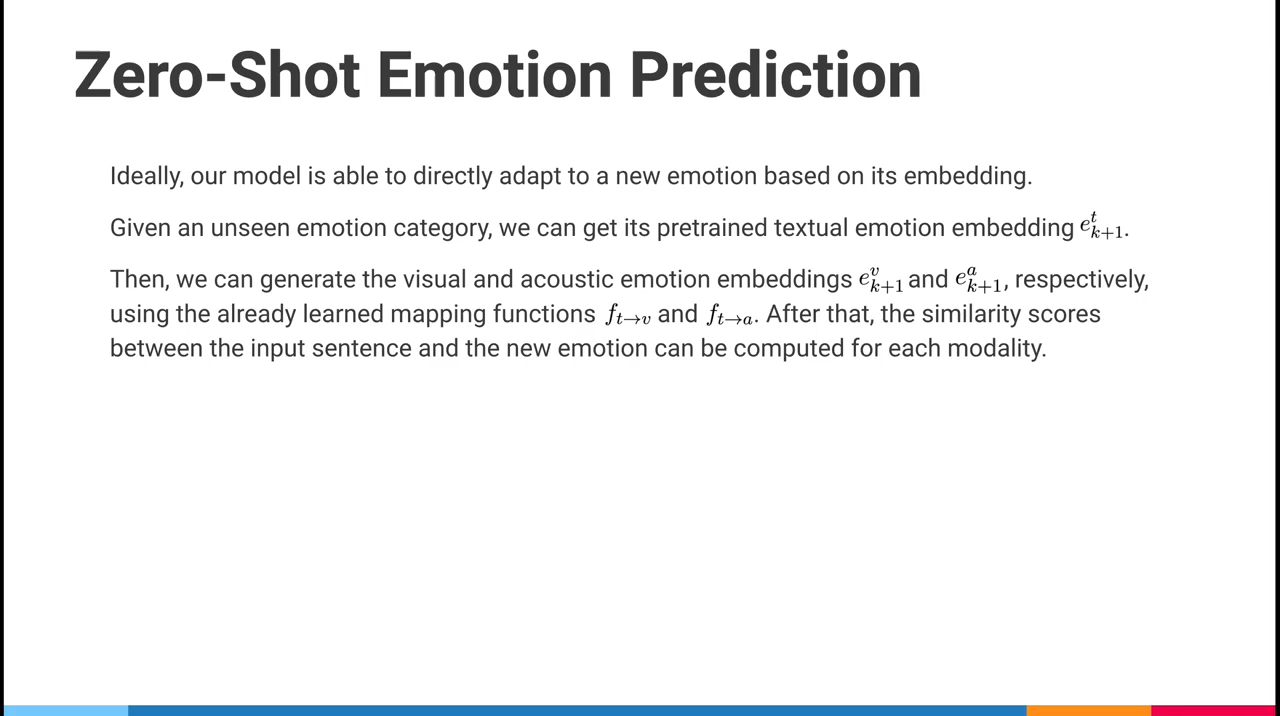 Zero-Shot Emotion Prediction
Ideally, our model is able to directly adapt to a new emotion based on its embedding.
Given an unseen emotion category, we can get its pretrained textual emotion embedding $e^t_{k+1}$.
Then, we can generate the visual and acoustic emotion embeddings $e^v_{k+1}$ and $e^a_{k+1}$, respectively,
using the already learned mapping functions $f_{t→v}$ and $f_{t→a}$. After that, the similarity scores
between the input sentence and the new emotion can be computed for each modality.